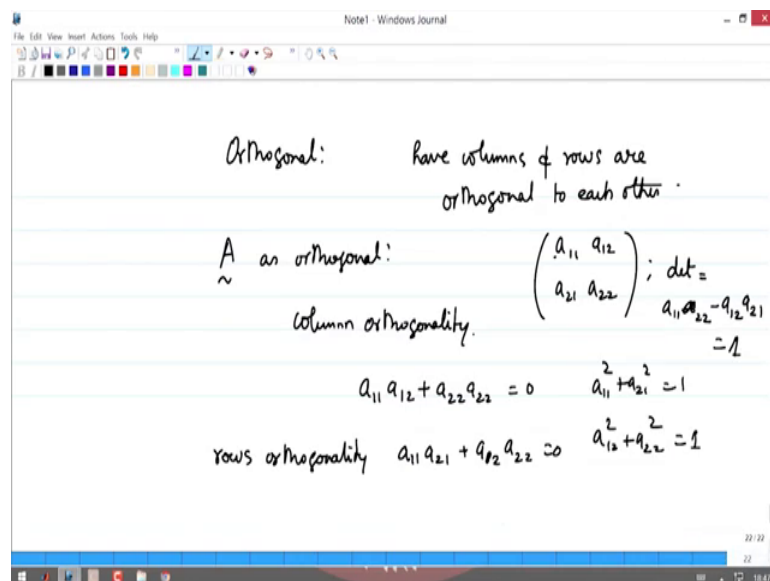 Note1 - Windows Journal
File Edit View Insert Actions Tools Help
B I
Orthogonal: have columns & rows are
orthogonal to each other.
A an orthogonal: ( a11 a12 a21 a22 ) ; det =
~
a11 a22 - a12 a21
= 1
column orthogonality.
a11 a12 + a22 a22 = 0 a11² + a21² = 1
rows orthogonality a11 a21 + a12 a22 = 0 a12² + a22² = 1
22/22
22